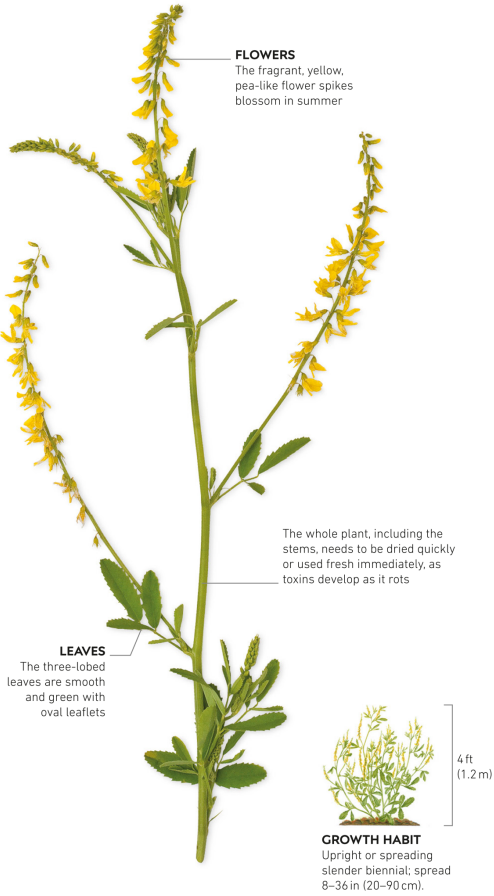 FLOWERS
The fragrant, yellow,
pea-like flower spikes
blossom in summer
The whole plant, including the
stems, needs to be dried quickly
or used fresh immediately, as
toxins develop as it rots
LEAVES
The three-lobed
leaves are smooth
and green with
oval leaflets
4 ft
(1.2 m)
GROWTH HABIT
Upright or spreading
slender biennial; spread
8–36 in (20–90 cm).